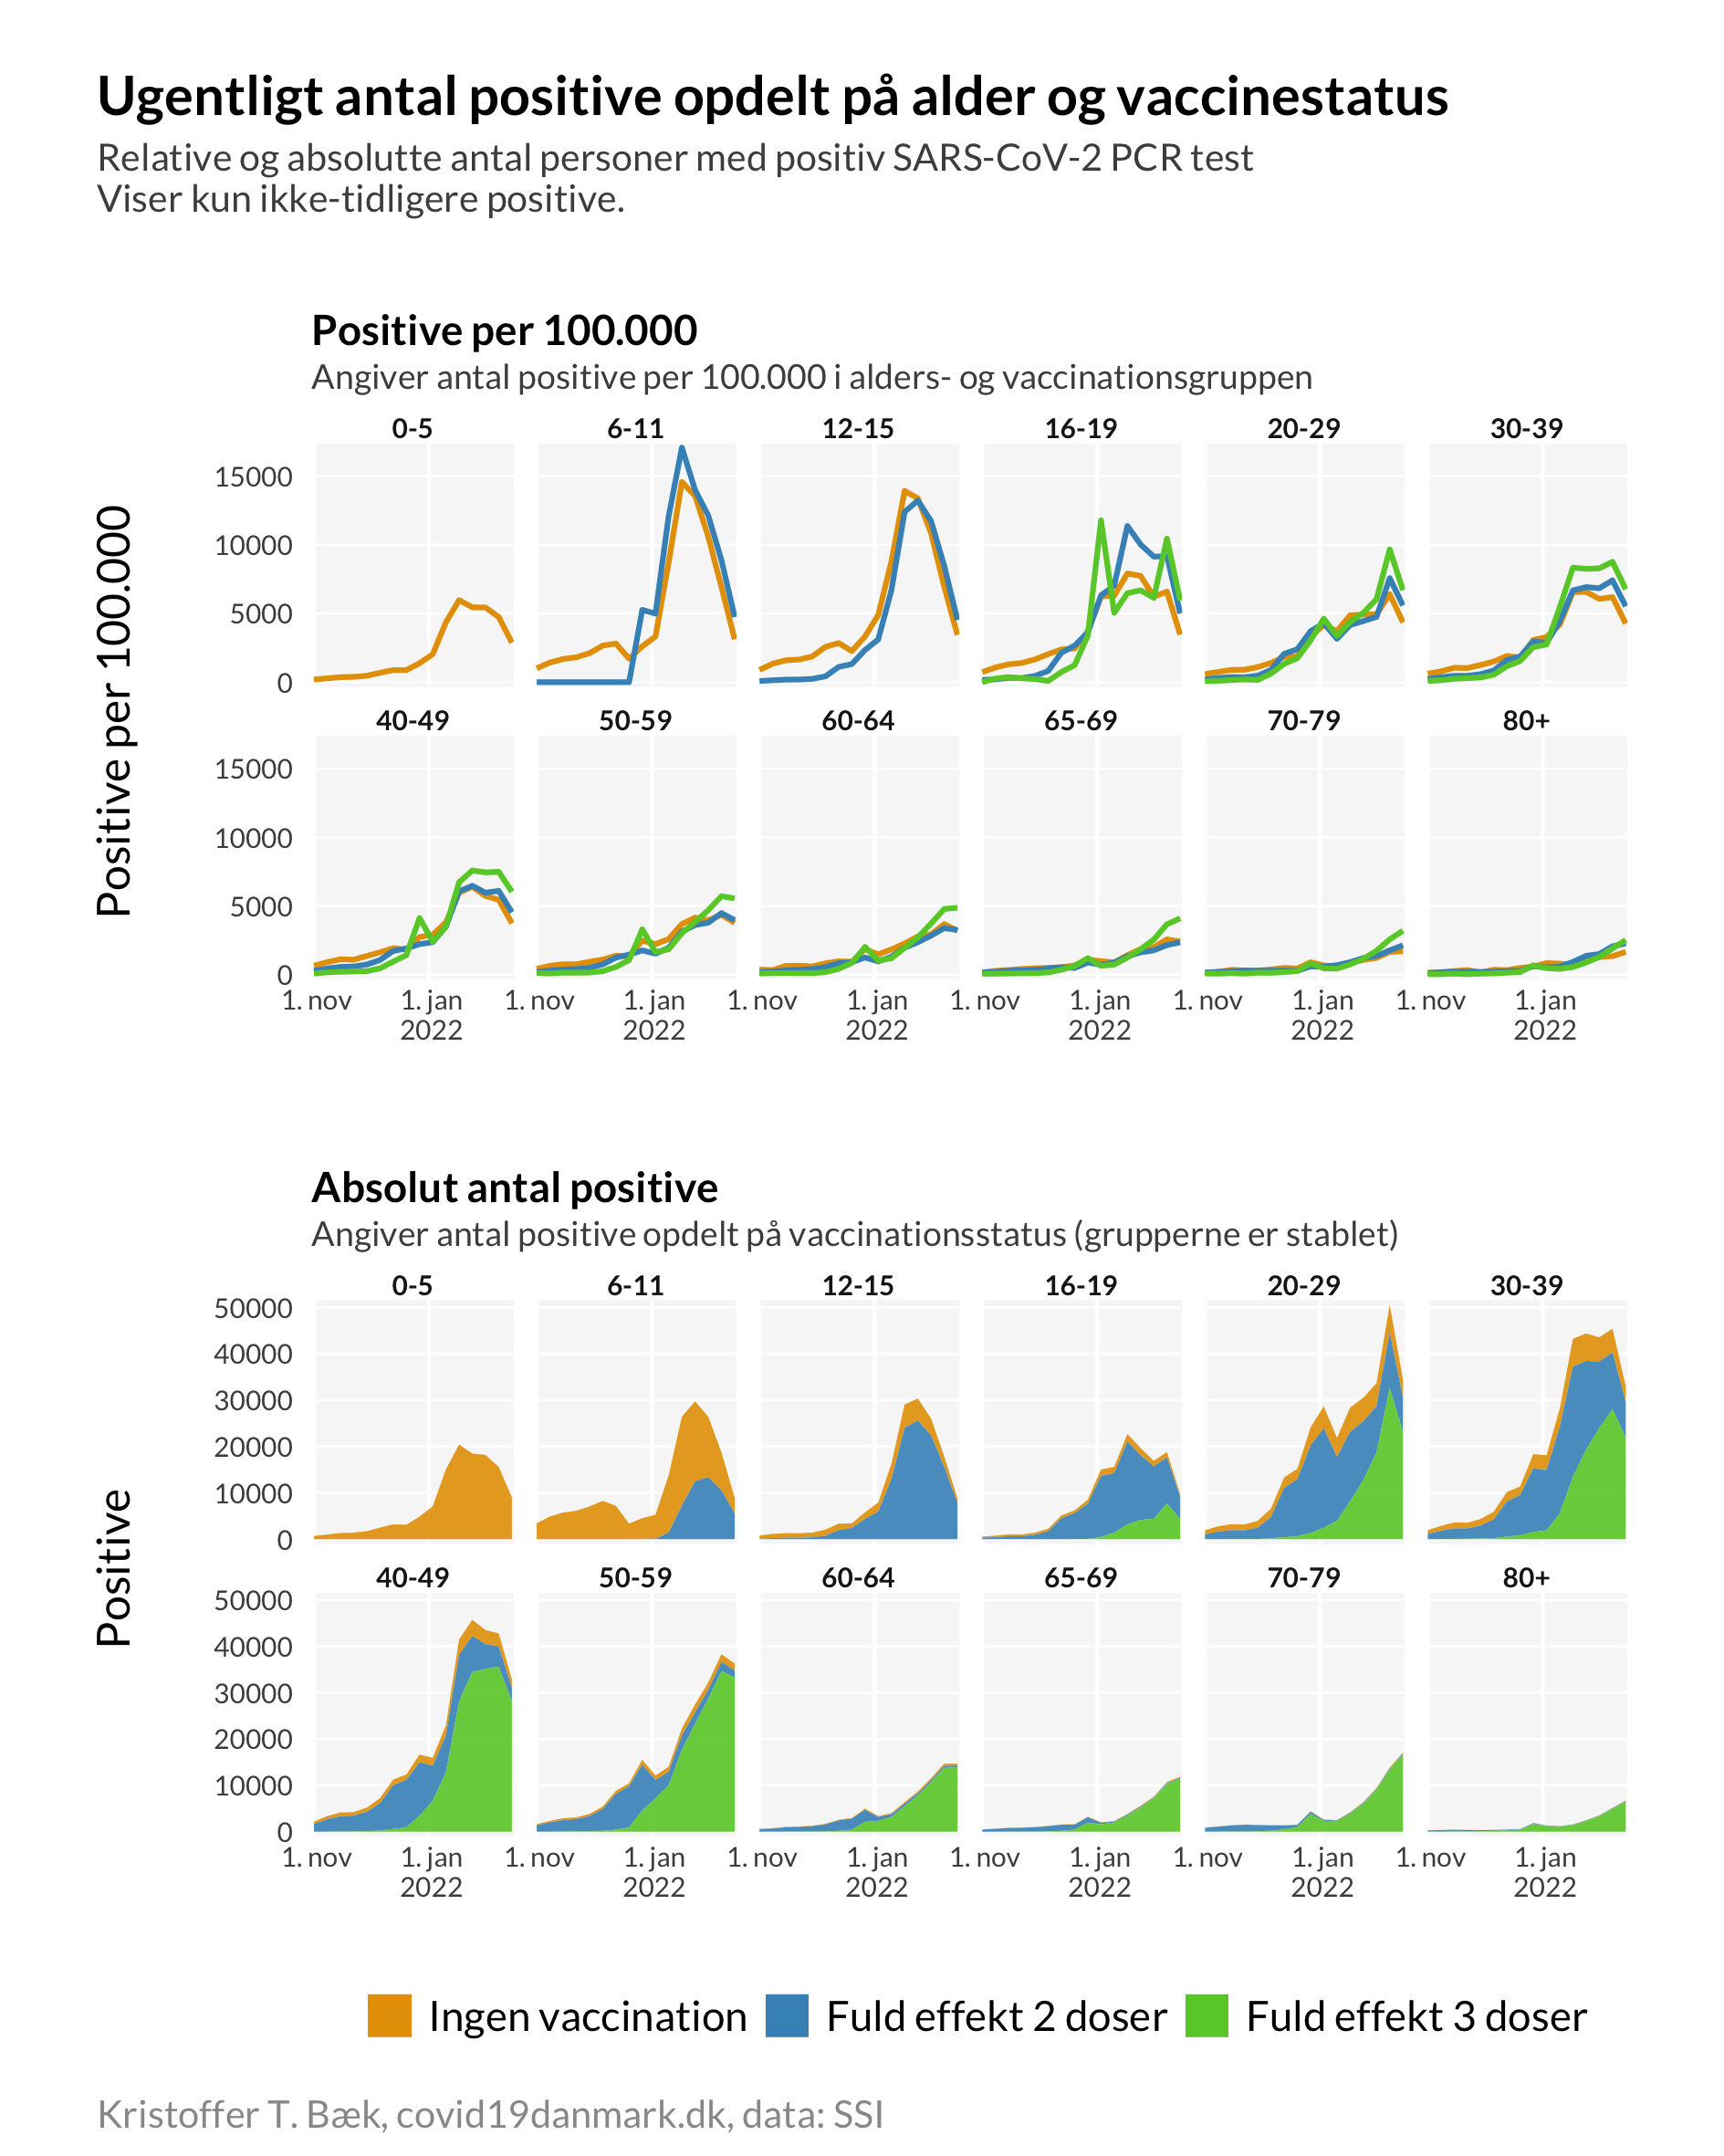 Ugentligt antal positive opdelt på alder og vaccinestatus
Relative og absolutte antal personer med positiv SARS-CoV-2 PCR test
Viser kun ikke-tidligere positive.
Positive per 100.000
Angiver antal positive per 100.000 i alders- og vaccinationsgruppen
Positive per 100.000
0-5 6-11 12-15 16-19 20-29 30-39
15000
10000
5000
0
40-49 50-59 60-64 65-69 70-79 80+
15000
10000
5000
0
1. nov 1. jan 1. nov 1. jan 1. nov 1. jan 1. nov 1. jan 1. nov 1. jan 1. nov 1. jan
2022 2022 2022 2022 2022 2022
Absolut antal positive
Angiver antal positive opdelt på vaccinationsstatus (grupperne er stablet)
Positive
0-5 6-11 12-15 16-19 20-29 30-39
50000
40000
30000
20000
10000
0
40-49 50-59 60-64 65-69 70-79 80+
50000
40000
30000
20000
10000
0
1. nov 1. jan 1. nov 1. jan 1. nov 1. jan 1. nov 1. jan 1. nov 1. jan 1. nov 1. jan
2022 2022 2022 2022 2022 2022
Ingen vaccination Fuld effekt 2 doser Fuld effekt 3 doser
Kristoffer T. Bæk, covid19danmark.dk, data: SSI